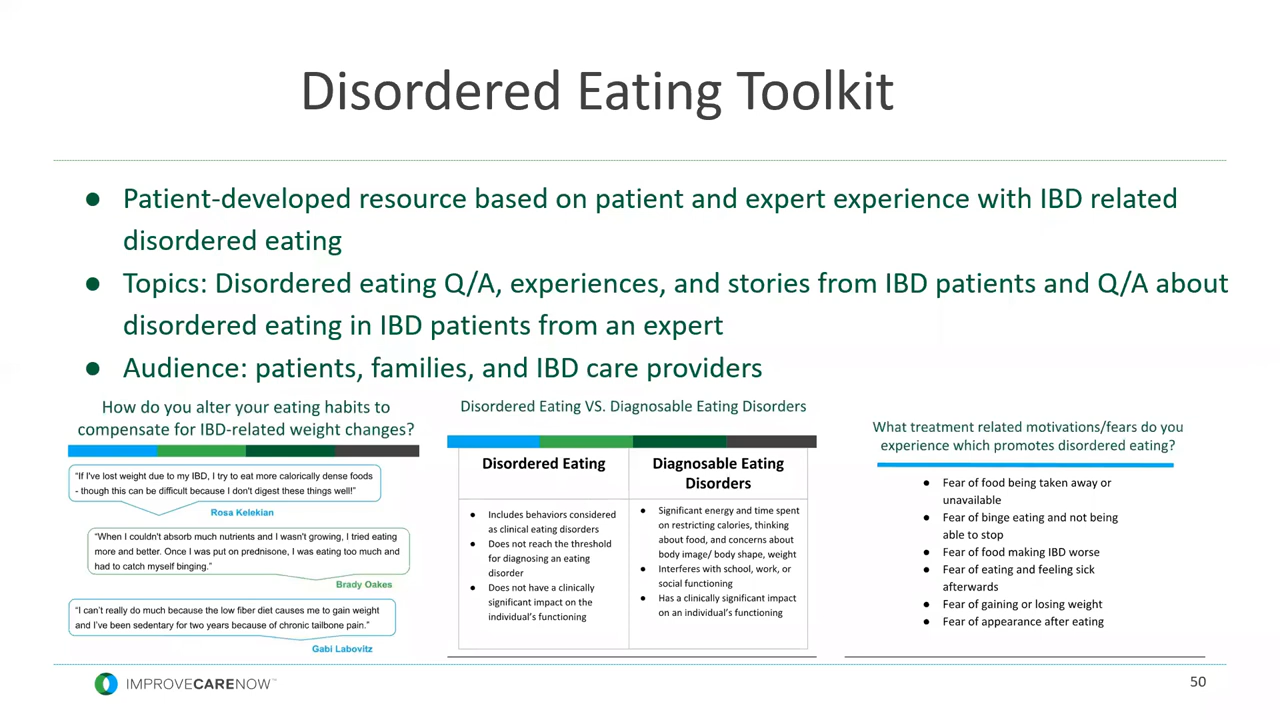 Disordered Eating Toolkit
● Patient-developed resource based on patient and expert experience with IBD related
disordered eating
● Topics: Disordered eating Q/A, experiences, and stories from IBD patients and Q/A about
disordered eating in IBD patients from an expert
● Audience: patients, families, and IBD care providers
How do you alter your eating habits to
compensate for IBD-related weight changes?
“If I've lost weight due to my IBD, I try to eat more calorically dense foods
- though this can be difficult because I don't digest these things well!”
Rosa Kelekian
“When I couldn't absorb much nutrients and I wasn't growing, I tried eating
more and better. Once I was put on prednisone, I was eating too much and
had to catch myself binging.”
Brady Oakes
“I can’t really do much because the low fiber diet causes me to gain weight
and I’ve been sedentary for two years because of chronic tailbone pain.”
Gabi Labovitz
Disordered Eating VS. Diagnosable Eating Disorders
Disordered Eating
● Includes behaviors considered
as clinical eating disorders
● Does not reach the threshold
for diagnosing an eating
disorder
● Does not have a clinically
significant impact on the
individual’s functioning
Diagnosable Eating
Disorders
● Significant energy and time spent
on restricting calories, thinking
about food, and concerns about
body image/ body shape, weight
● Interferes with school, work, or
social functioning
● Has a clinically significant impact
on an individual’s functioning
What treatment related motivations/fears do you
experience which promotes disordered eating?
● Fear of food being taken away or
unavailable
● Fear of binge eating and not being
able to stop
● Fear of food making IBD worse
● Fear of eating and feeling sick
afterwards
● Fear of gaining or losing weight
● Fear of appearance after eating
IMPROVECARENOW™
50